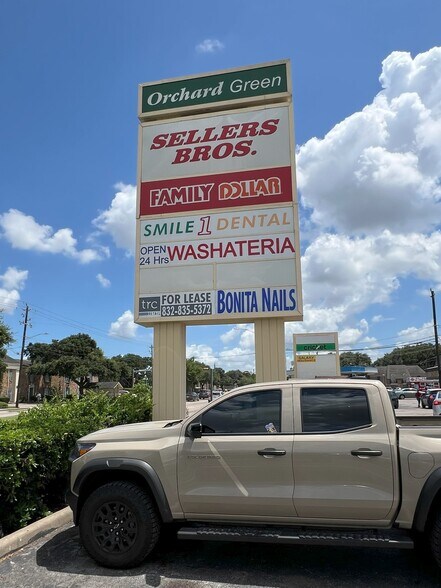 Orchard Green
SELLERS
BROS.
FAMILY DOLLAR
SMILE 1 DENTAL
OPEN
24 Hrs WASHATERIA
trc FOR LEASE
832-835-5372
BONITA NAILS